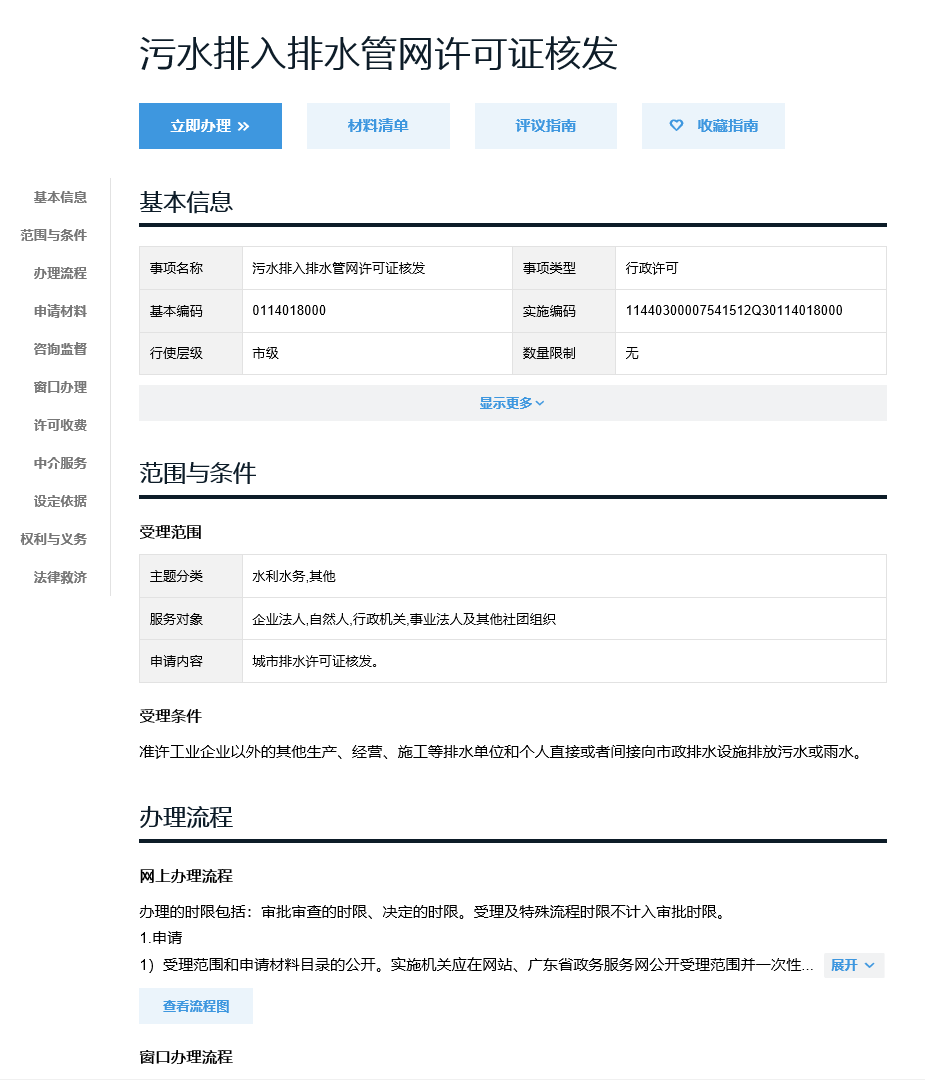 污水排入排水管网许可证核发
立即办理 »
材料清单
评议指南
收藏指南
基本信息
范围与条件
办理流程
申请材料
咨询监督
窗口办理
许可收费
中介服务
设定依据
权利与义务
法律救济
基本信息
事项名称 污水排入排水管网许可证核发 事项类型 行政许可
基本编码 0114018000 实施编码 11440300007541512Q30114018000
行使层级 市级 数量限制 无
显示更多
范围与条件
受理范围
主题分类 水利水务,其他
服务对象 企业法人,自然人,行政机关,事业法人及其他社团组织
申请内容 城市排水许可证核发。
受理条件
准许工业企业以外的其他生产、经营、施工等排水单位和个人直接或者间接向市政排水设施排放污水或雨水。
办理流程
网上办理流程
办理的时限包括：审批审查的时限、决定的时限。受理及特殊流程时限不计入审批时限。
1.申请
1）受理范围和申请材料目录的公开。实施机关应在网站、广东省政务服务网公开受理范围并一次性... 展开
查看流程图
窗口办理流程